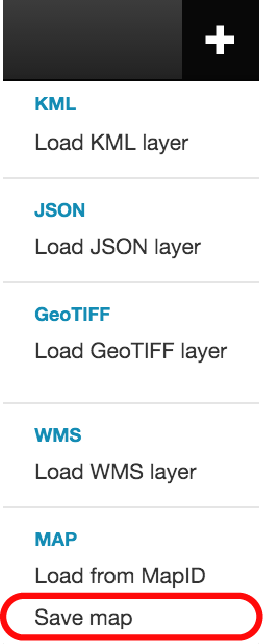 KML
Load KML layer
JSON
Load JSON layer
GeoTIFF
Load GeoTIFF layer
WMS
Load WMS layer
MAP
Load from MapID
Save map